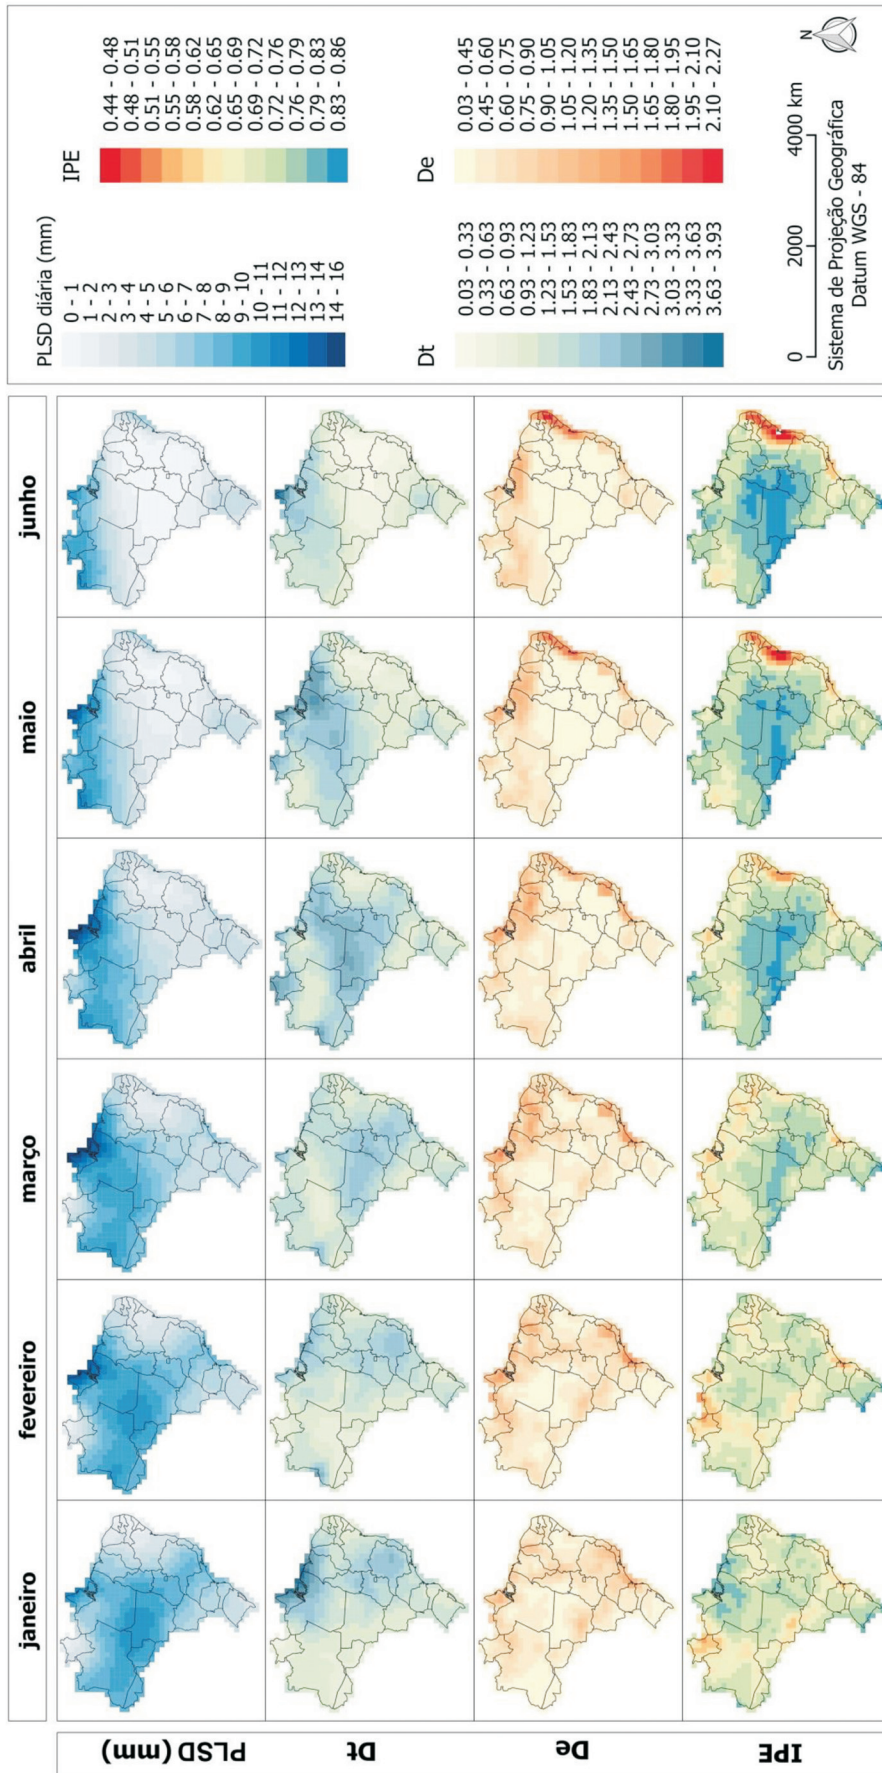 janeiro
fevereiro
março
abril
maio
junho
PLSD (mm)
Dt
De
IPE
PLSD diária (mm)
0 - 1
1 - 2
2 - 3
3 - 4
4 - 5
5 - 6
6 - 7
7 - 8
8 - 9
9 - 10
10 - 11
11 - 12
12 - 13
13 - 14
14 - 16
IPE
0.44 - 0.48
0.48 - 0.51
0.51 - 0.55
0.55 - 0.58
0.58 - 0.62
0.62 - 0.65
0.65 - 0.69
0.69 - 0.72
0.72 - 0.76
0.76 - 0.79
0.79 - 0.83
0.83 - 0.86
Dt
0.03 - 0.33
0.33 - 0.63
0.63 - 0.93
0.93 - 1.23
1.23 - 1.53
1.53 - 1.83
1.83 - 2.13
2.13 - 2.43
2.43 - 2.73
2.73 - 3.03
3.03 - 3.33
3.33 - 3.63
3.63 - 3.93
De
0.03 - 0.45
0.45 - 0.60
0.60 - 0.75
0.75 - 0.90
0.90 - 1.05
1.05 - 1.20
1.20 - 1.35
1.35 - 1.50
1.50 - 1.65
1.65 - 1.80
1.80 - 1.95
1.95 - 2.10
2.10 - 2.27
0 2000 4000 km
N
Sistema de Projeção Geográfica
Datum WGS - 84